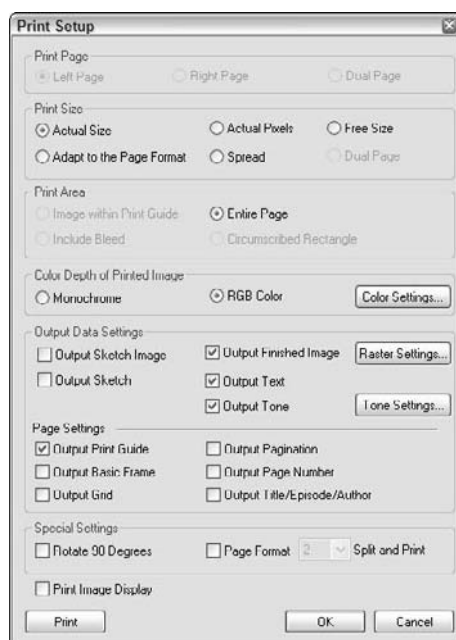 Print Setup
Print Page
Left Page Right Page Dual Page
Print Size
Actual Size Actual Pixels Free Size
Adapt to the Page Format Spread Dual Page
Print Area
Image within Print Guide Entire Page
Include Bleed Circumscribed Rectangle
Color Depth of Printed Image
Monochrome RGB Color Color Settings...
Output Data Settings
Output Sketch Image Output Finished Image Raster Settings...
Output Sketch Output Text
Output Tone Tone Settings...
Page Settings
Output Print Guide Output Pagination
Output Basic Frame Output Page Number
Output Grid Output Title/Episode/Author
Special Settings
Rotate 90 Degrees Page Format 2 Split and Print
Print Image Display
Print OK Cancel